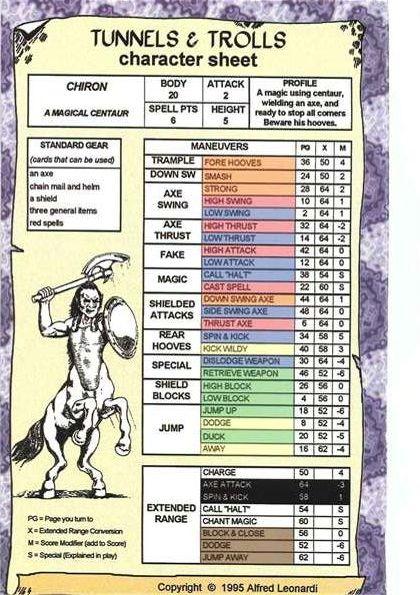 TUNNELS & TROLLS
character sheet
CHIRON
A MAGICAL CENTAUR
BODY
20
ATTACK
2
SPELL PTS
6
HEIGHT
5
PROFILE
A magic using centaur,
wielding an axe, and
ready to stop all comers
Beware his hooves.
STANDARD GEAR
(cards that can be used)
an axe
chain mail and helm
a shield
three general items
red spells
MANEUVERS PG X M
TRAMPLE FORE HOOVES 36 50 4
DOWN SW SMASH 24 50 2
AXE SWING STRONG 28 64 2
HIGH SWING 10 64 1
LOW SWING 2 64 1
AXE THRUST HIGH THRUST 32 64 -2
LOW THRUST 14 64 -2
FAKE HIGH ATTACK 42 64 0
LOW ATTACK 12 64 0
MAGIC CALL "HALT" 38 54 S
CAST SPELL 22 60 S
SHIELDED ATTACKS DOWN SWING AXE 44 64 1
SIDE SWING AXE 48 64 0
THRUST AXE 6 64 0
REAR HOOVES SPIN & KICK 34 58 5
KICK WILDY 40 58 3
SPECIAL DISLODGE WEAPON 30 64 -4
RETRIEVE WEAPON 46 52 -6
SHIELD BLOCKS HIGH BLOCK 26 56 0
LOW BLOCK 4 56 0
JUMP JUMP UP 18 52 -6
DODGE 8 52 -4
DUCK 20 52 -5
AWAY 16 62 -4
EXTENDED RANGE CHARGE 50 4
AXE ATTACK 64 -3
SPIN & KICK 58 1
CALL "HALT" 54 S
CHANT MAGIC 60 S
BLOCK & CLOSE 56 0
DODGE 52 -6
JUMP AWAY 62 -6
PG = Page you turn to
X = Extended Range Conversion
M = Score Modifier (add to Score)
S = Special (Explained in play)
Copyright © 1995 Alfred Leonardi